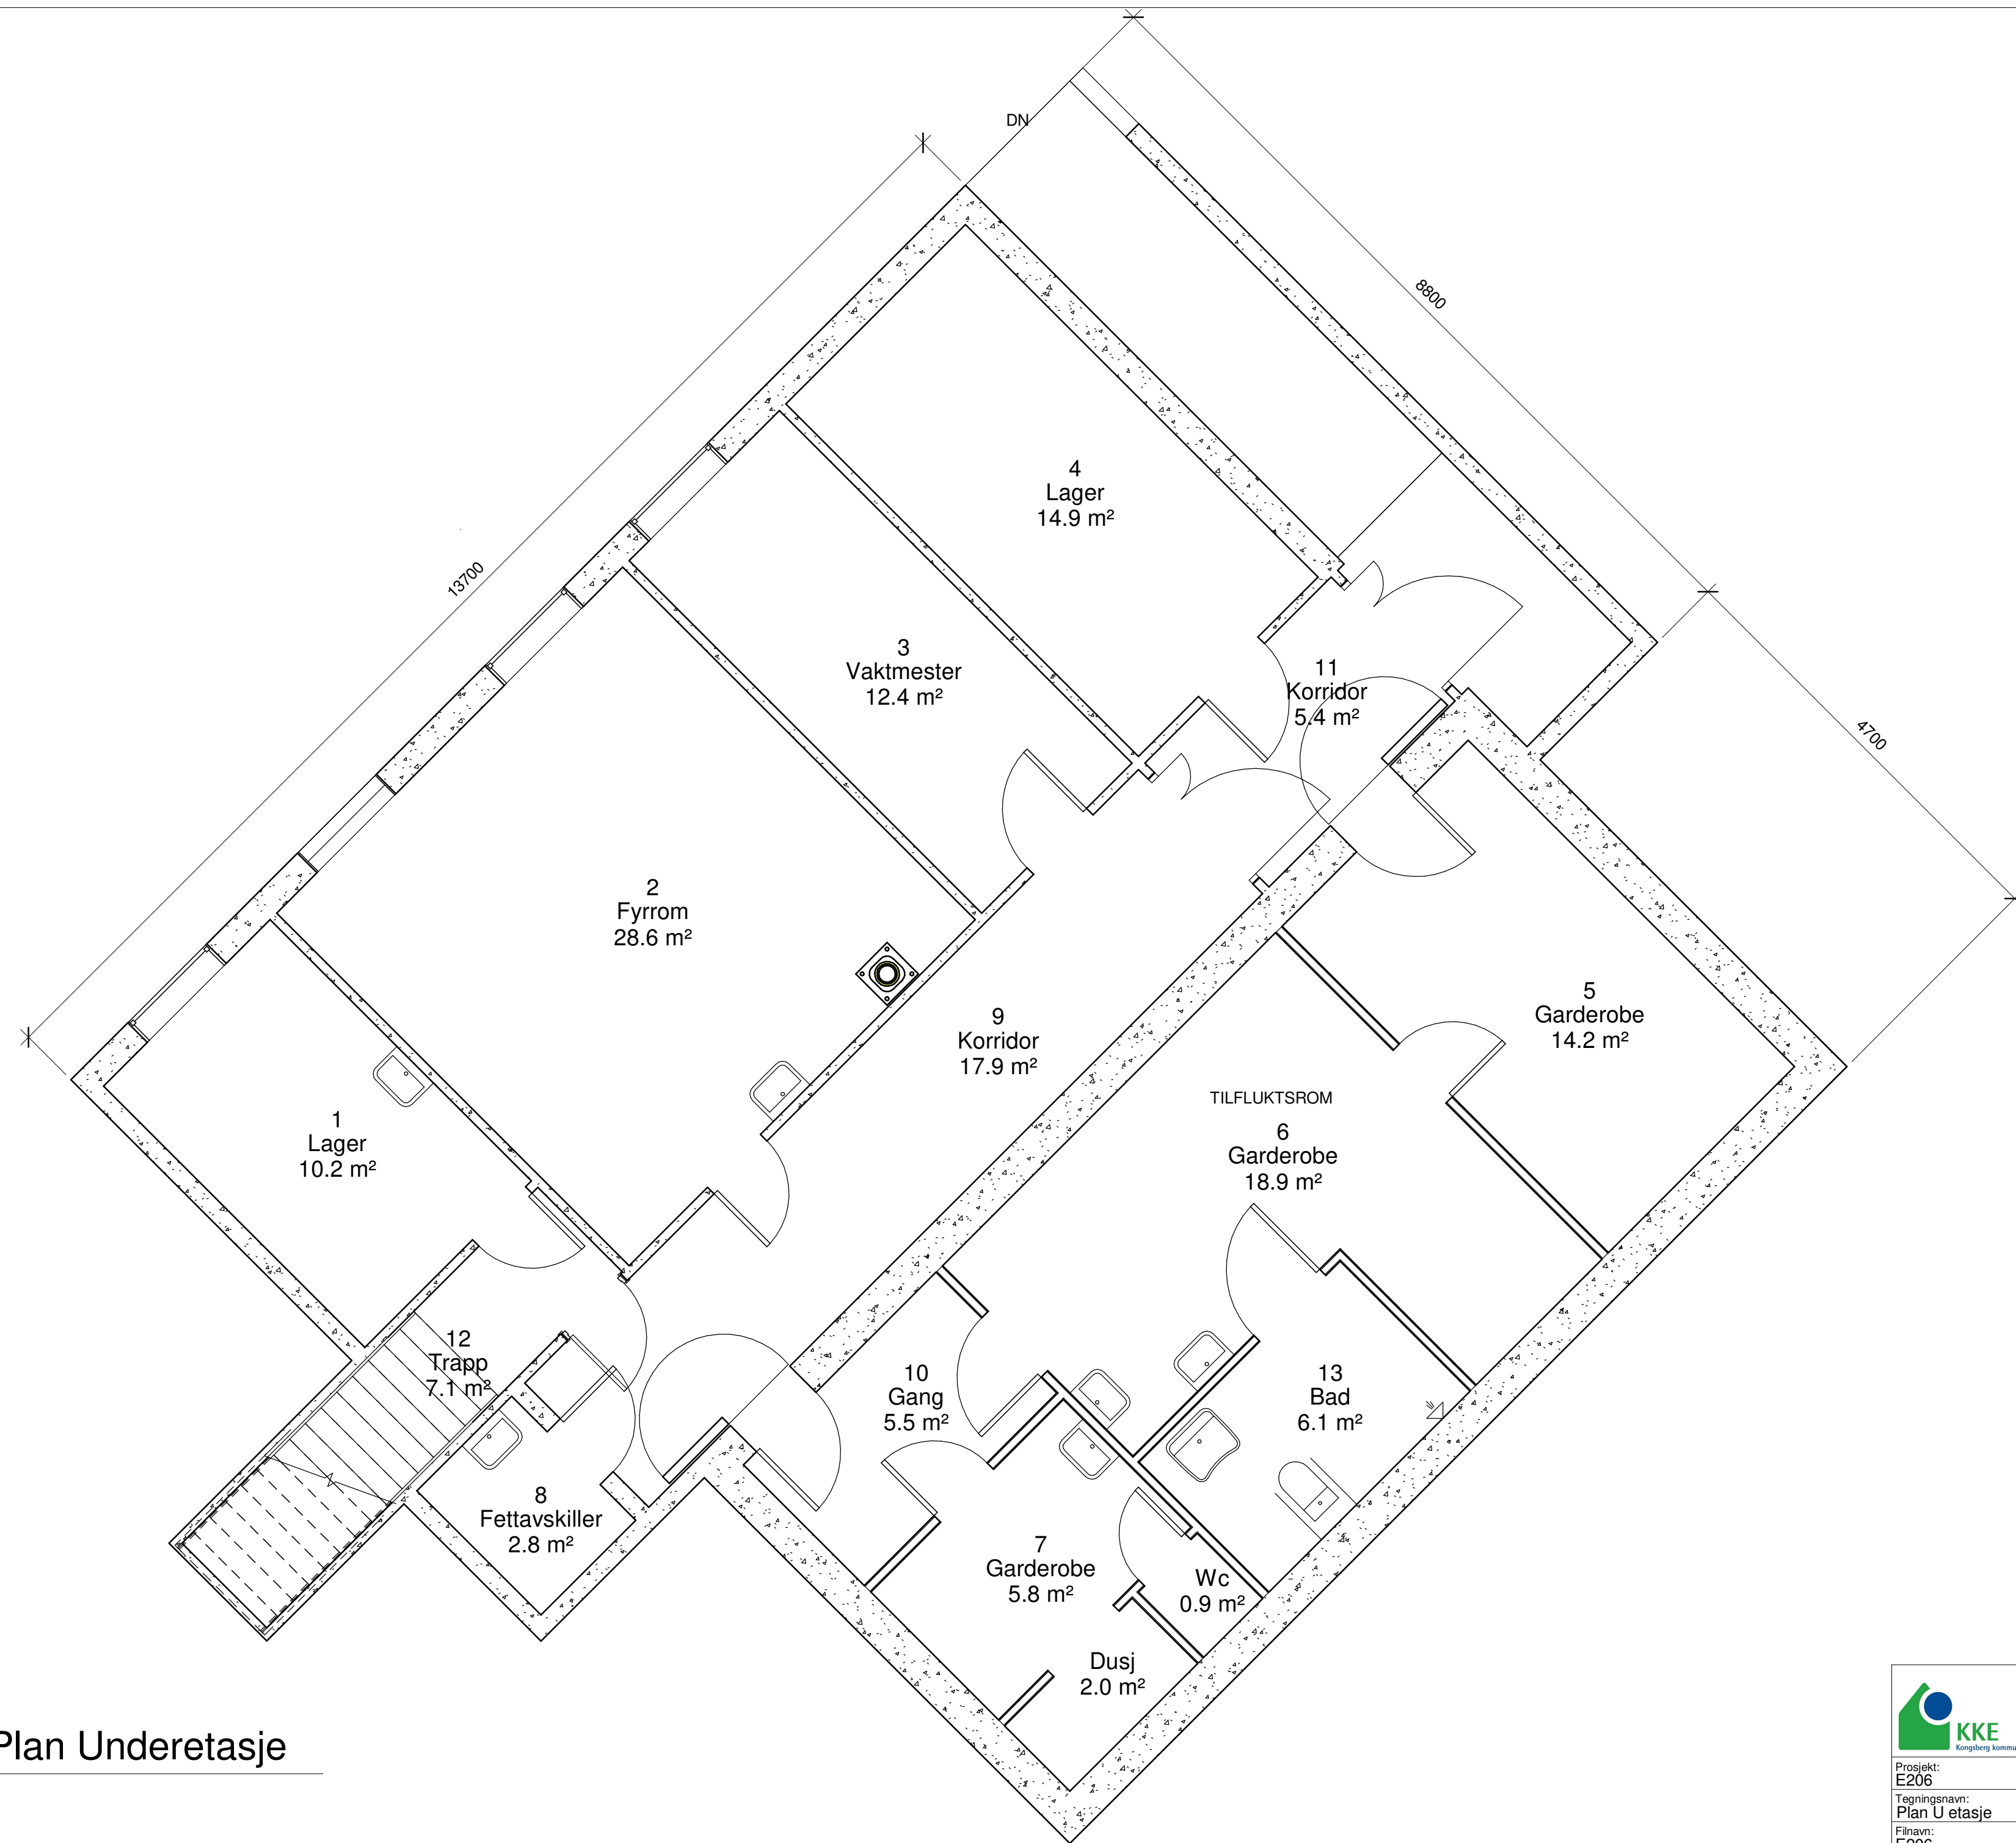 DN
8800
13700
4700
4
Lager
14.9 m²
3
Vaktmester
12.4 m²
11
Korridor
5.4 m²
2
Fyrrom
28.6 m²
5
Garderobe
14.2 m²
9
Korridor
17.9 m²
TILFLUKTSROM
6
Garderobe
18.9 m²
1
Lager
10.2 m²
12
Trapp
7.1 m²
10
Gang
5.5 m²
13
Bad
6.1 m²
8
Fettavskiller
2.8 m²
7
Garderobe
5.8 m²
Wc
0.9 m²
Dusj
2.0 m²
Plan Underetasje
KKE
Kongsberg kommu
Prosjekt:
E206
Tegningsnavn:
Plan U etasje
Filnavn:
E206